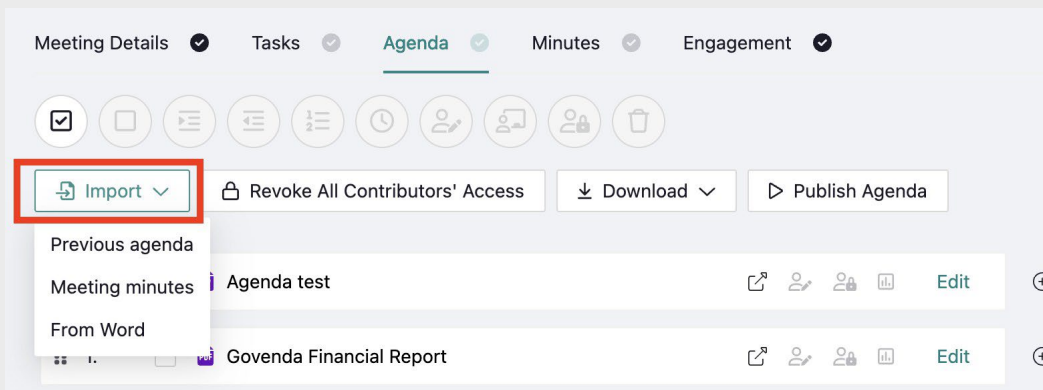 Meeting Details Tasks Agenda Minutes Engagement
Import Revoke All Contributors' Access Download Publish Agenda
Previous agenda
Meeting minutes
From Word
Agenda test Edit
1. PDF Govenda Financial Report Edit